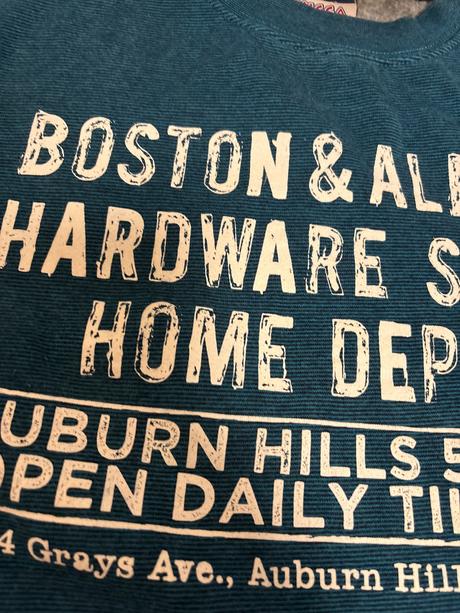 BOSTON & AL
HARDWARE S
HOME DEP
AUBURN HILLS 5
OPEN DAILY TI
4 Grays Ave., Auburn Hill